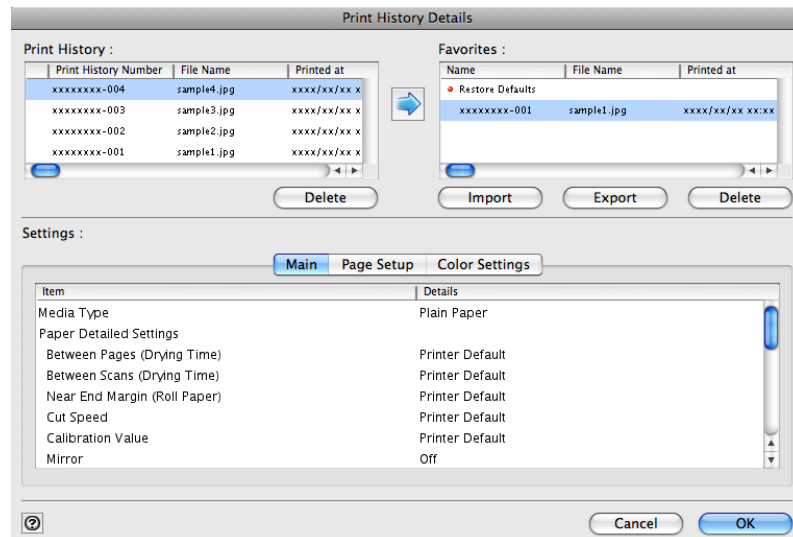 Print History Details
Print History :
Print History Number File Name Printed at
xxxxxxxx-004 sample4.jpg xxxx/xx/xx x
xxxxxxxx-003 sample3.jpg xxxx/xx/xx x
xxxxxxxx-002 sample2.jpg xxxx/xx/xx x
xxxxxxxx-001 sample1.jpg xxxx/xx/xx x
Delete
Favorites :
Name File Name Printed at
Restore Defaults
xxxxxxxx-001 sample1.jpg xxxx/xx/xx xx:xx
Import Export Delete
Settings :
Main Page Setup Color Settings
Item Details
Media Type Plain Paper
Paper Detailed Settings
Between Pages (Drying Time) Printer Default
Between Scans (Drying Time) Printer Default
Near End Margin (Roll Paper) Printer Default
Cut Speed Printer Default
Calibration Value Printer Default
Mirror Off
? Cancel OK